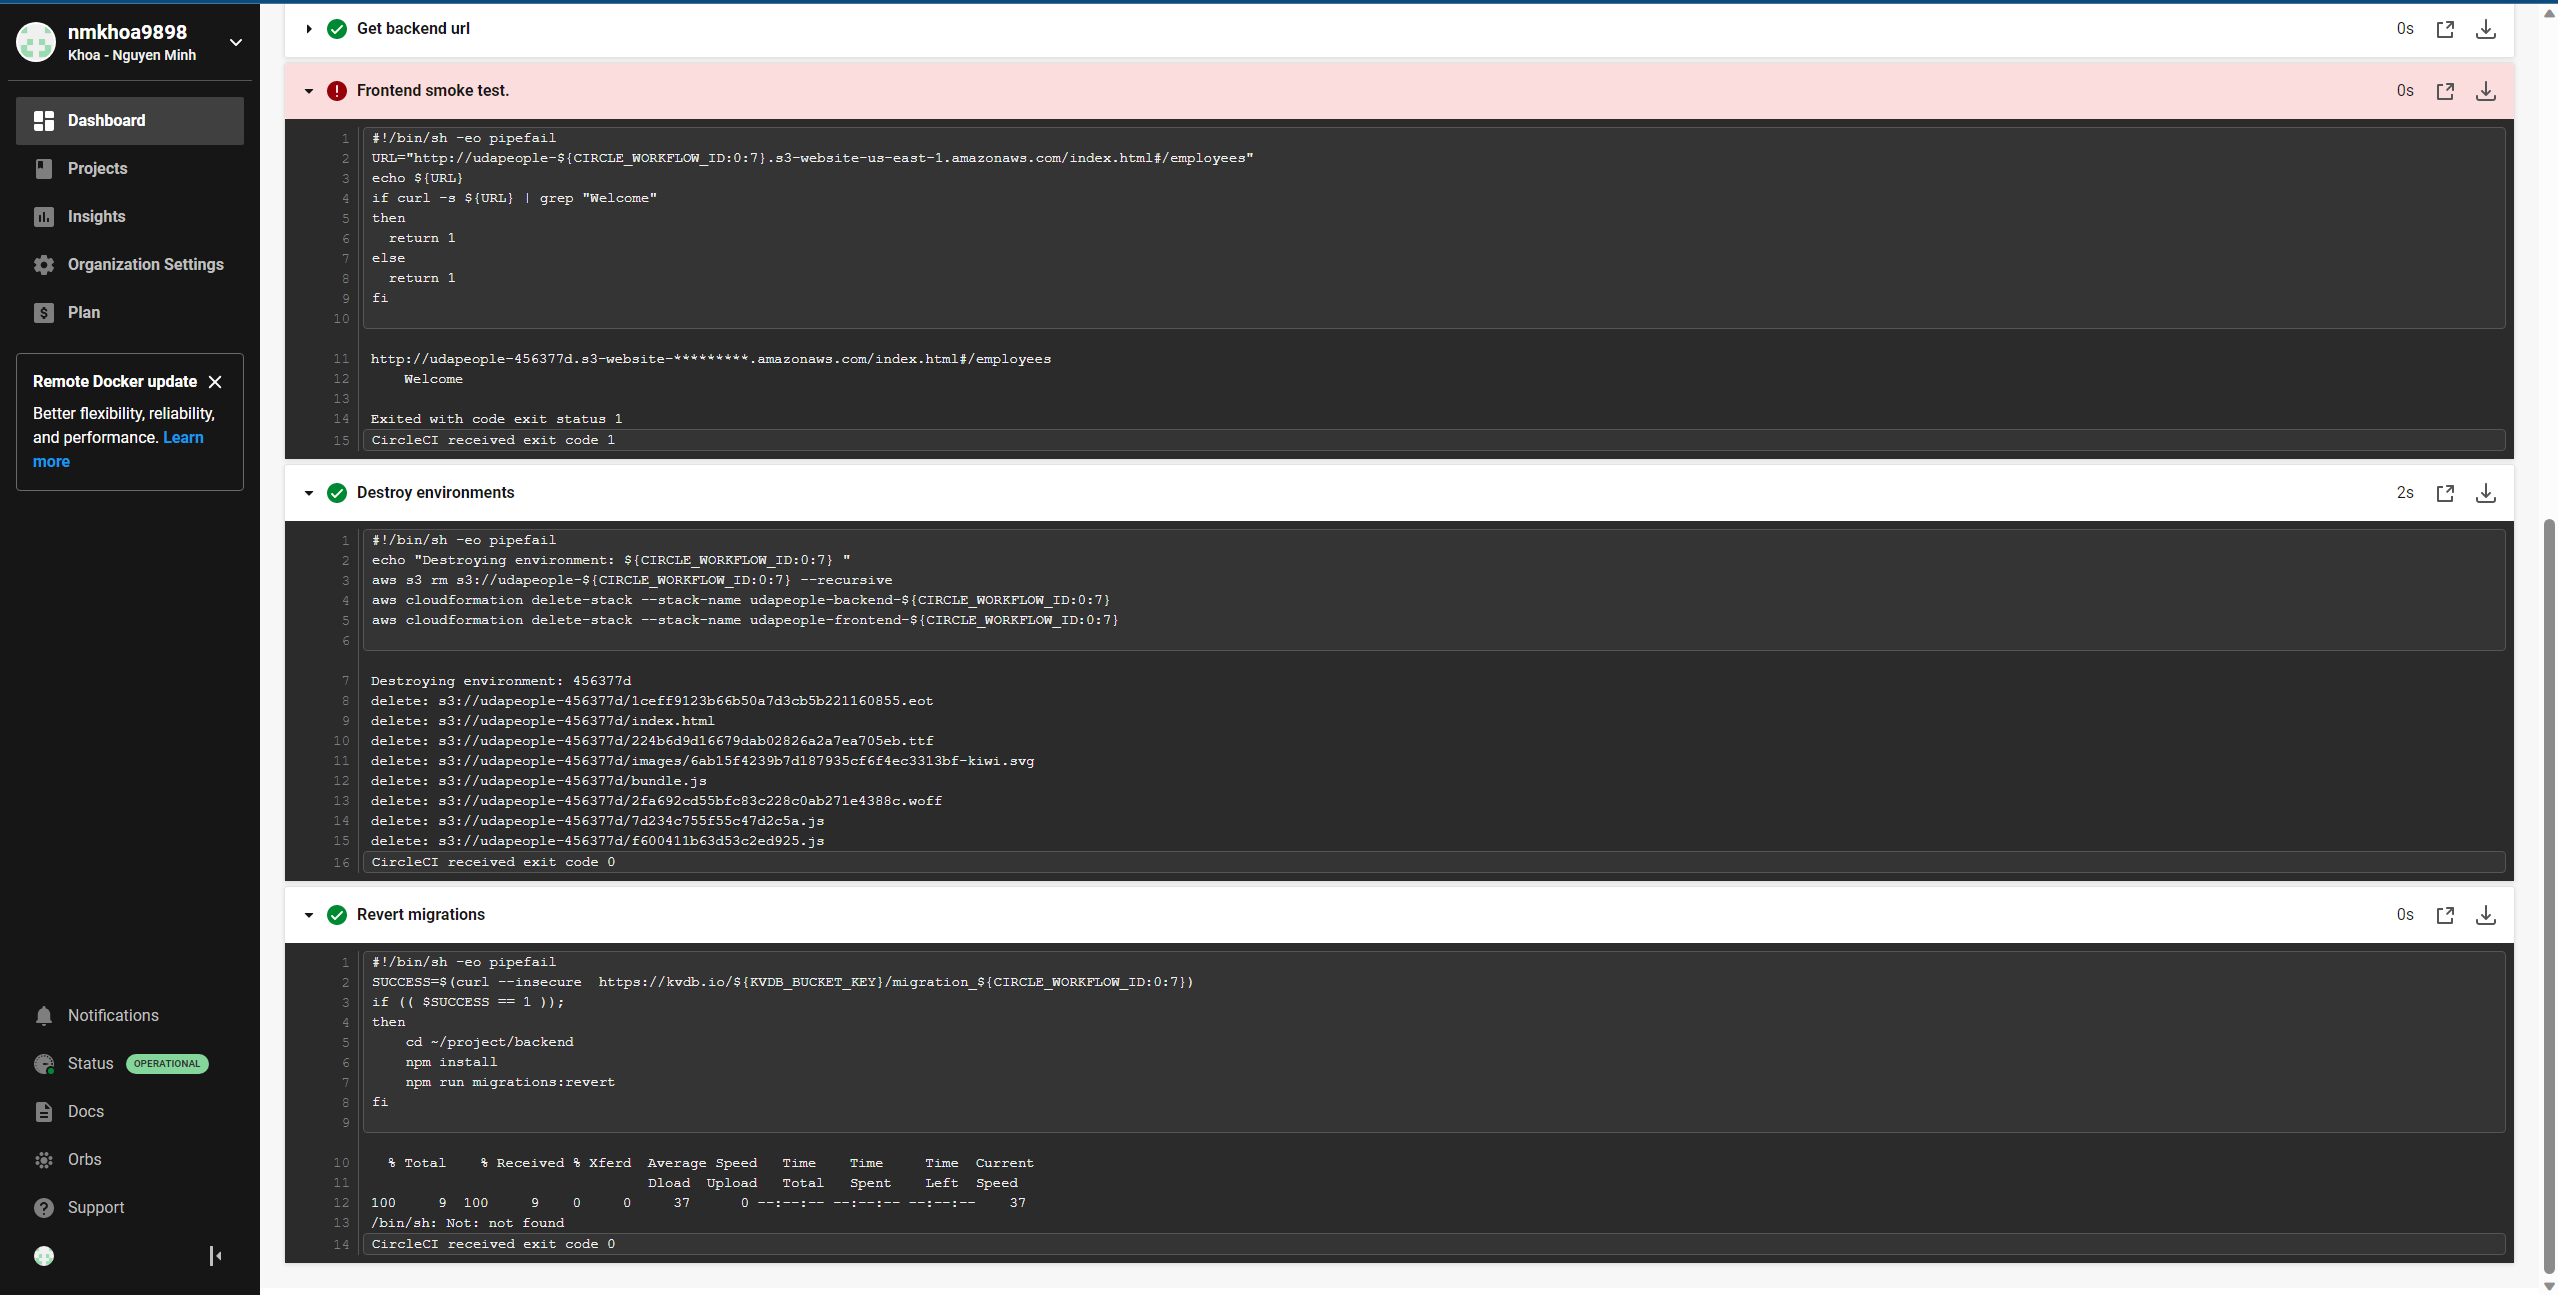 nmkhoa9898
Khoa - Nguyen Minh
Dashboard
Projects
Insights
Organization Settings
Plan
Remote Docker update
Better flexibility, reliability,
and performance. Learn
more
Notifications
Status OPERATIONAL
Docs
Orbs
Support
Get backend url 0s
Frontend smoke test. 0s
1 #!/bin/sh -eo pipefail
2 URL="http://udapeople-${CIRCLE_WORKFLOW_ID:0:7}.s3-website-us-east-1.amazonaws.com/index.html#/employees"
3 echo ${URL}
4 if curl -s ${URL} | grep "Welcome"
5 then
6 return 1
7 else
8 return 1
9 fi
10
11 http://udapeople-456377d.s3-website-*********.amazonaws.com/index.html#/employees
12 Welcome
13
14 Exited with code exit status 1
15 CircleCI received exit code 1
Destroy environments 2s
1 #!/bin/sh -eo pipefail
2 echo "Destroying environment: ${CIRCLE_WORKFLOW_ID:0:7} "
3 aws s3 rm s3://udapeople-${CIRCLE_WORKFLOW_ID:0:7} --recursive
4 aws cloudformation delete-stack --stack-name udapeople-backend-${CIRCLE_WORKFLOW_ID:0:7}
5 aws cloudformation delete-stack --stack-name udapeople-frontend-${CIRCLE_WORKFLOW_ID:0:7}
6
7 Destroying environment: 456377d
8 delete: s3://udapeople-456377d/1ceff9123b66b50a7d3cb5b221160855.eot
9 delete: s3://udapeople-456377d/index.html
10 delete: s3://udapeople-456377d/224b6d9d16679dab02826a2a7ea705eb.ttf
11 delete: s3://udapeople-456377d/images/6ab15f4239b7d187935cf6f4ec3313bf-kiwi.svg
12 delete: s3://udapeople-456377d/bundle.js
13 delete: s3://udapeople-456377d/2fa692cd55bfc83c228c0ab271e4388c.woff
14 delete: s3://udapeople-456377d/7d234c755f55c47d2c5a.js
15 delete: s3://udapeople-456377d/f600411b63d53c2ed925.js
16 CircleCI received exit code 0
Revert migrations 0s
1 #!/bin/sh -eo pipefail
2 SUCCESS=$(curl --insecure  https://kvdb.io/${KVDB_BUCKET_KEY}/migration_${CIRCLE_WORKFLOW_ID:0:7})
3 if (( $SUCCESS == 1 ));
4 then
5 cd ~/project/backend
6 npm install
7 npm run migrations:revert
8 fi
9
10 % Total % Received % Xferd Average Speed Time Time Time Current
11 Dload Upload Total Spent Left Speed
12 100 9 100 9 0 0 37 0 --:--:-- --:--:-- --:--:-- 37
13 /bin/sh: Not: not found
14 CircleCI received exit code 0